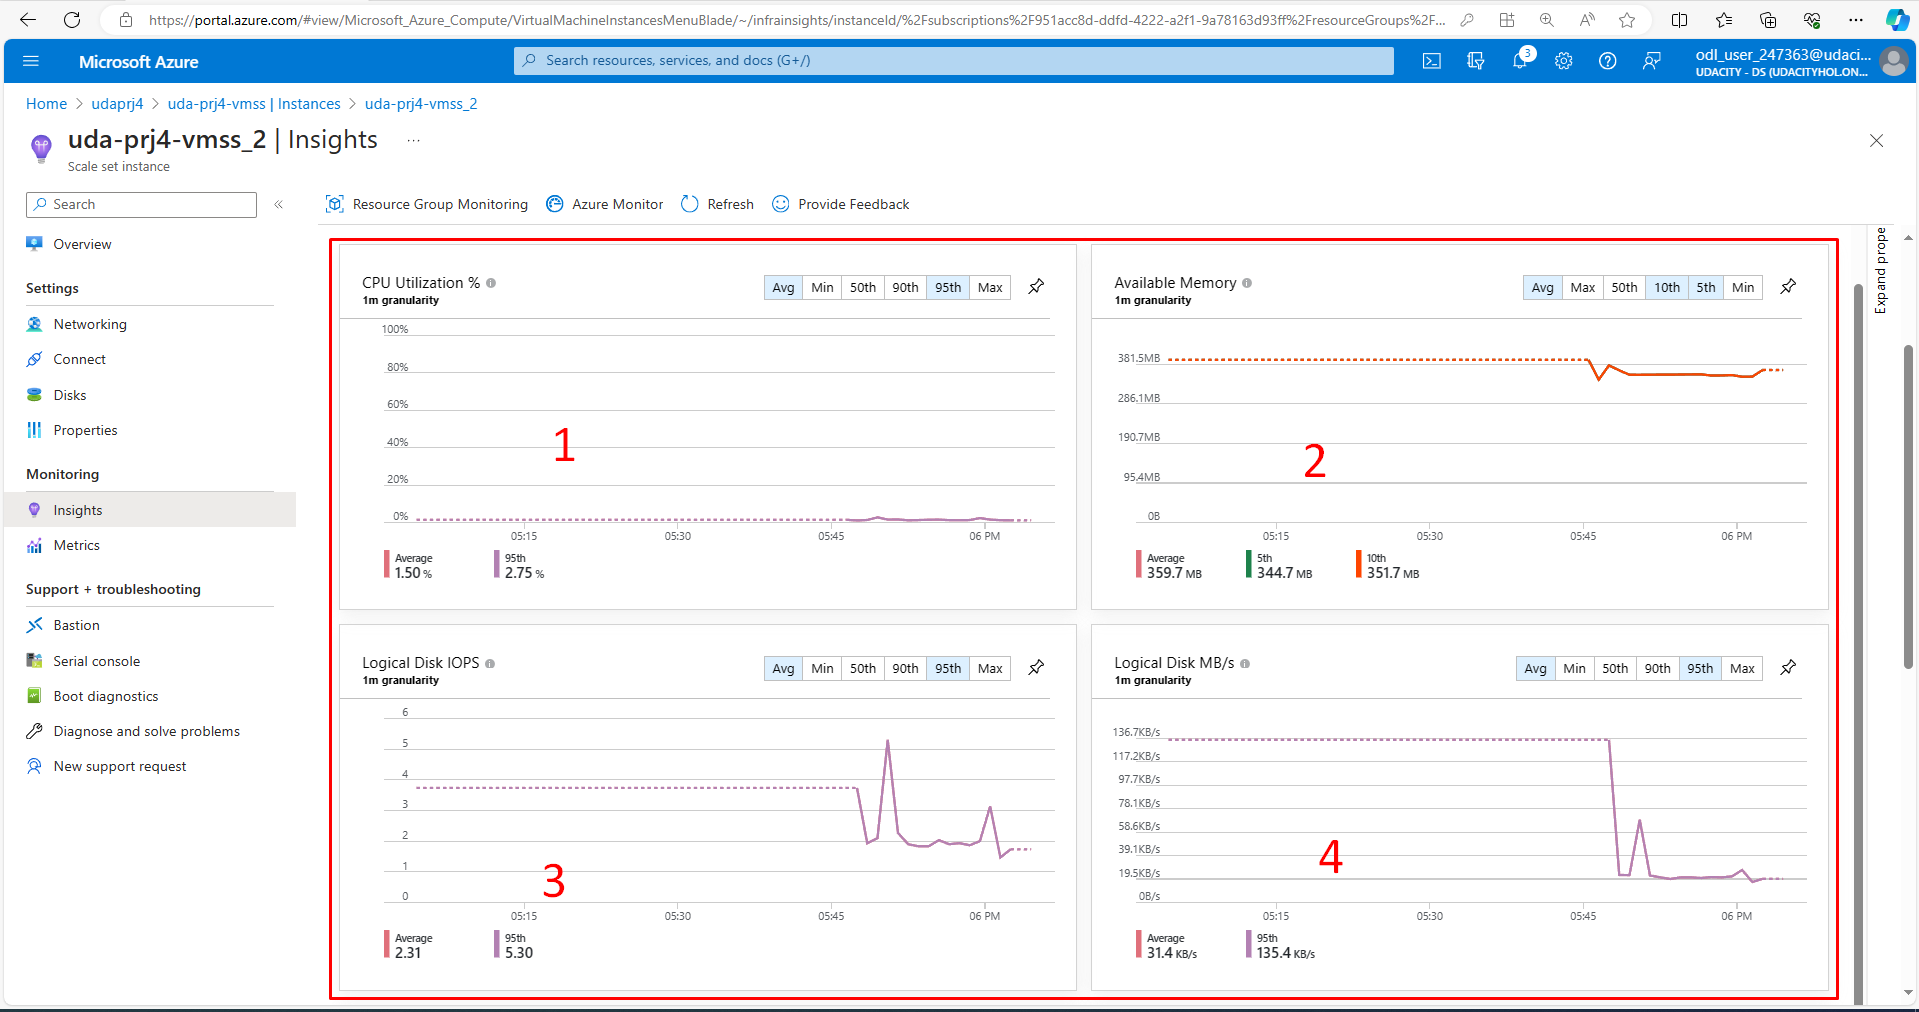 https://portal.azure.com/#view/Microsoft_Azure_Compute/VirtualMachineInstancesMenuBlade/~/infrainsights/instanceId/%2Fsubscriptions%2F951acc8d-ddfd-4222-a2f1-9a78163d93ff%2FresourceGroups%2F...
Microsoft Azure
Search resources, services, and docs (G+/)
3
odl_user_247363@udaci...
UDACITY - DS (UDACITYHOL.ON...
Home > udaprj4 > uda-prj4-vmss | Instances > uda-prj4-vmss_2
uda-prj4-vmss_2 | Insights ...
Scale set instance
Search
Overview
Settings
Networking
Connect
Disks
Properties
Monitoring
Insights
Metrics
Support + troubleshooting
Bastion
Serial console
Boot diagnostics
Diagnose and solve problems
New support request
Resource Group Monitoring Azure Monitor Refresh Provide Feedback
Expand prope
CPU Utilization %
1m granularity
Avg Min 50th 90th 95th Max
100%
80%
60%
40%
20%
0%
1
05:15 05:30 05:45 06 PM
Average 95th
1.50 % 2.75 %
Available Memory
1m granularity
Avg Max 50th 10th 5th Min
381.5MB
286.1MB
190.7MB
95.4MB
0B
2
05:15 05:30 05:45 06 PM
Average 5th 10th
359.7 MB 344.7 MB 351.7 MB
Logical Disk IOPS
1m granularity
Avg Min 50th 90th 95th Max
6
5
4
3
2
1
0
3
05:15 05:30 05:45 06 PM
Average 95th
2.31 5.30
Logical Disk MB/s
1m granularity
Avg Min 50th 90th 95th Max
136.7KB/s
117.2KB/s
97.7KB/s
78.1KB/s
58.6KB/s
39.1KB/s
19.5KB/s
0B/s
4
05:15 05:30 05:45 06 PM
Average 95th
31.4 KB/s 135.4 KB/s